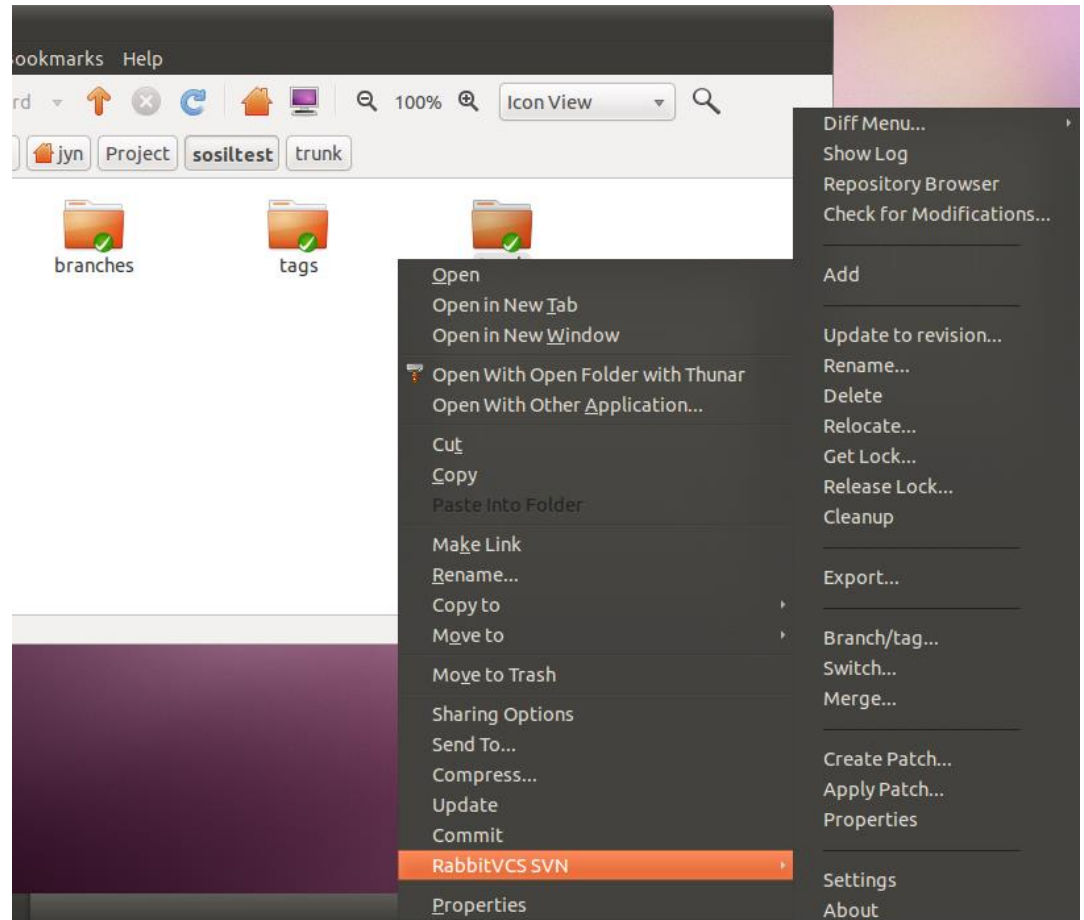 ookmarks Help
rd 100% Icon View
jyn Project sosiltest trunk
branches tags
Open
Open in New Tab
Open in New Window
Open With Open Folder with Thunar
Open With Other Application...
Cut
Copy
Paste Into Folder
Make Link
Rename...
Copy to
Move to
Move to Trash
Sharing Options
Send To...
Compress...
Update
Commit
RabbitVCS SVN
Properties
Diff Menu...
Show Log
Repository Browser
Check for Modifications...
Add
Update to revision...
Rename...
Delete
Relocate...
Get Lock...
Release Lock...
Cleanup
Export...
Branch/tag...
Switch...
Merge...
Create Patch...
Apply Patch...
Properties
Settings
About